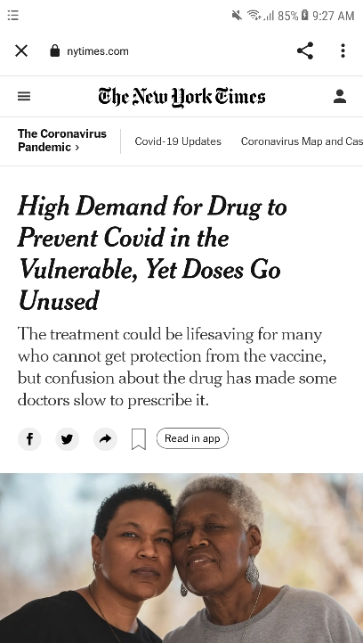 85% 9:27 AM
nytimes.com
The New York Times
The Coronavirus
Pandemic ›
Covid-19 Updates
Coronavirus Map and Cas
High Demand for Drug to
Prevent Covid in the
Vulnerable, Yet Doses Go
Unused
The treatment could be lifesaving for many
who cannot get protection from the vaccine,
but confusion about the drug has made some
doctors slow to prescribe it.
Read in app